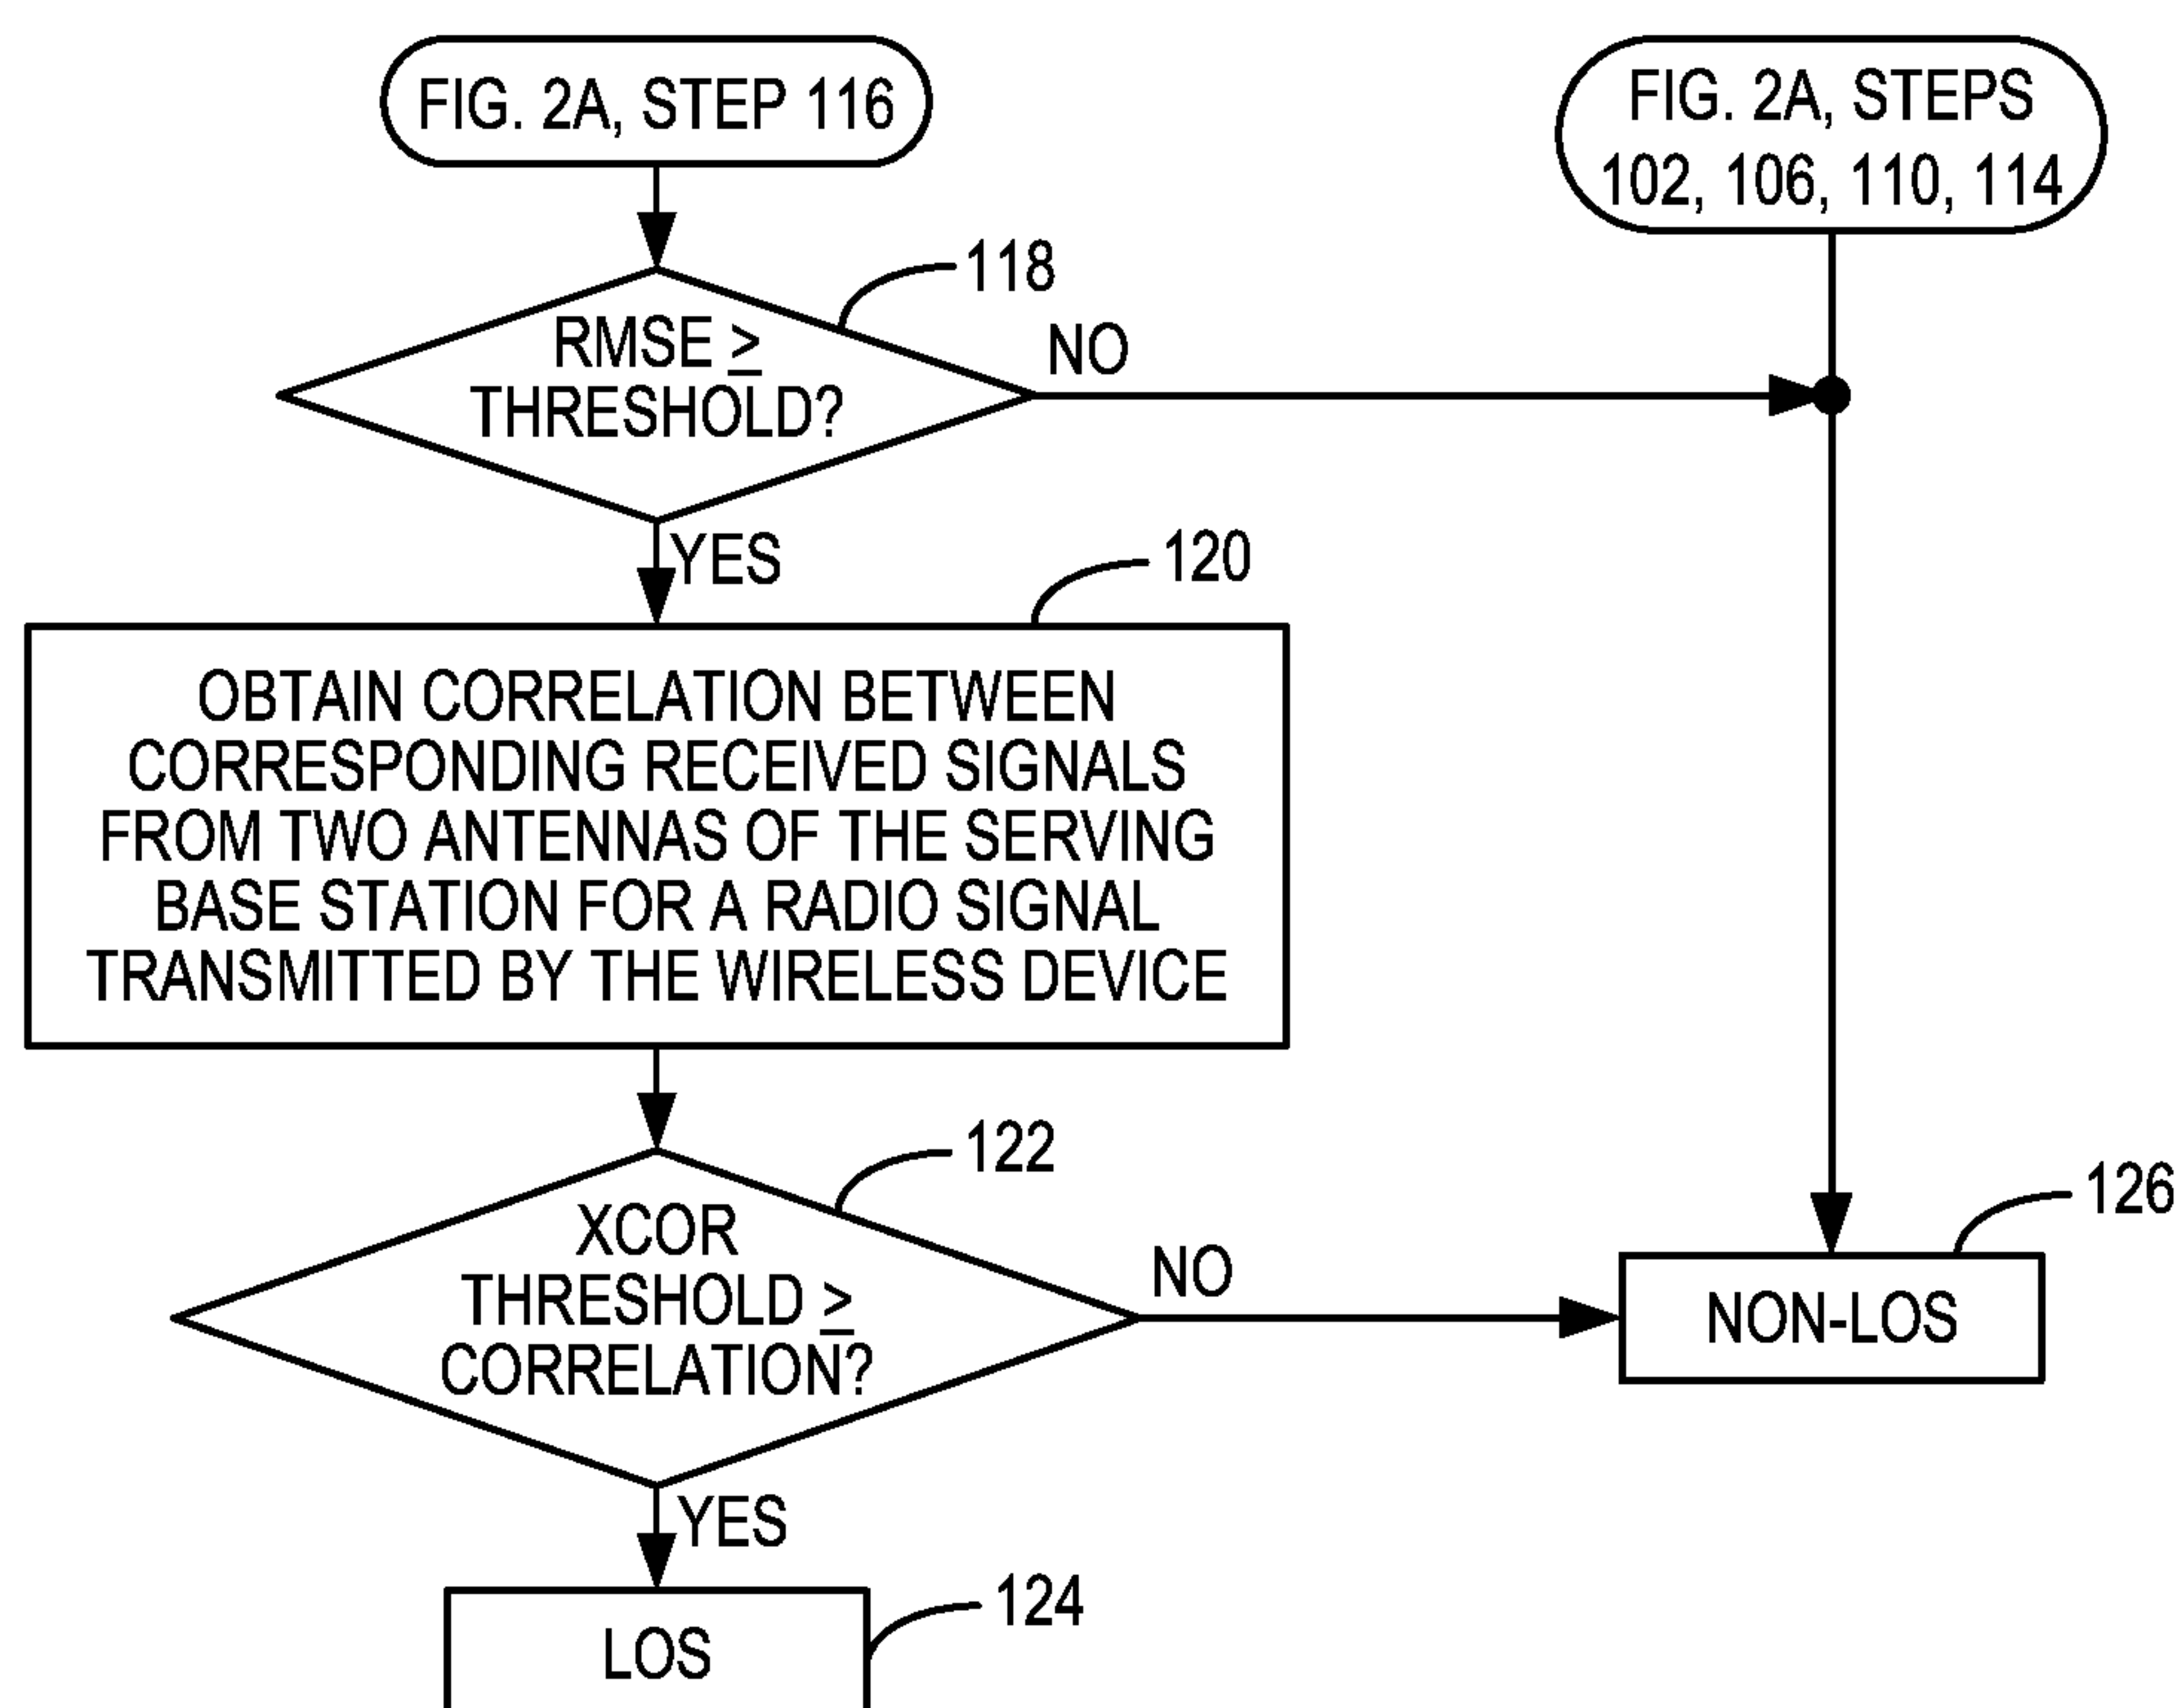 FIG. 2A, STEP 116
FIG. 2A, STEPS
102, 106, 110, 114
118
RMSE ≥
THRESHOLD?
NO
YES
120
OBTAIN CORRELATION BETWEEN
CORRESPONDING RECEIVED SIGNALS
FROM TWO ANTENNAS OF THE SERVING
BASE STATION FOR A RADIO SIGNAL
TRANSMITTED BY THE WIRELESS DEVICE
122
XCOR
THRESHOLD ≥
CORRELATION?
NO
126
NON-LOS
YES
124
LOS